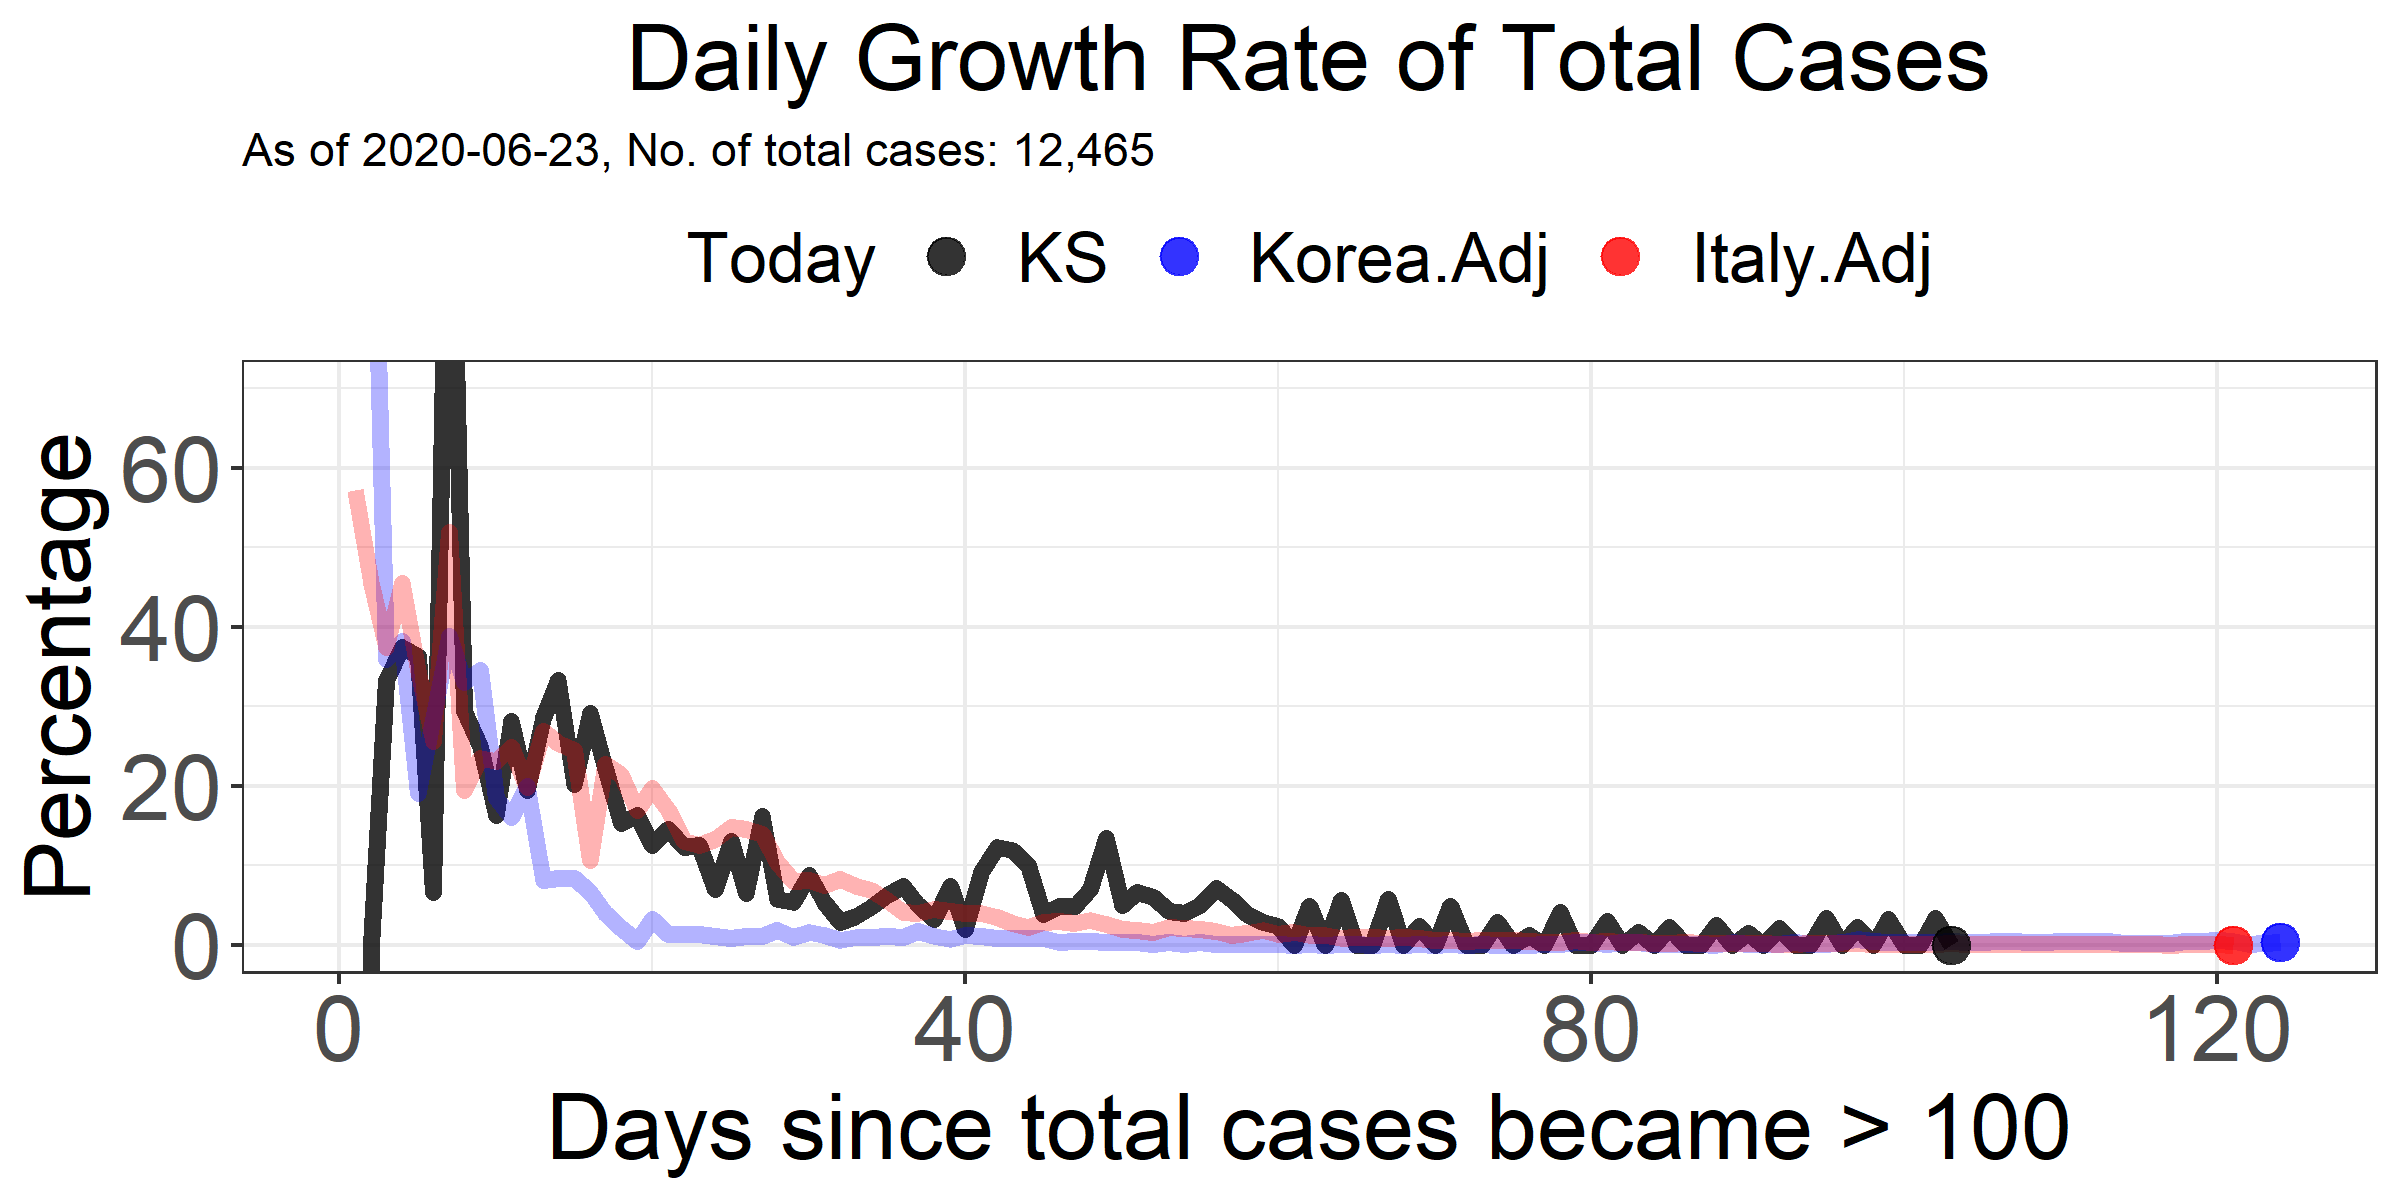 Daily Growth Rate of Total Cases
As of 2020-06-23, No. of total cases: 12,465
Today KS Korea.Adj Italy.Adj
Percentage
60
40
20
0
0 40 80 120
Days since total cases became > 100